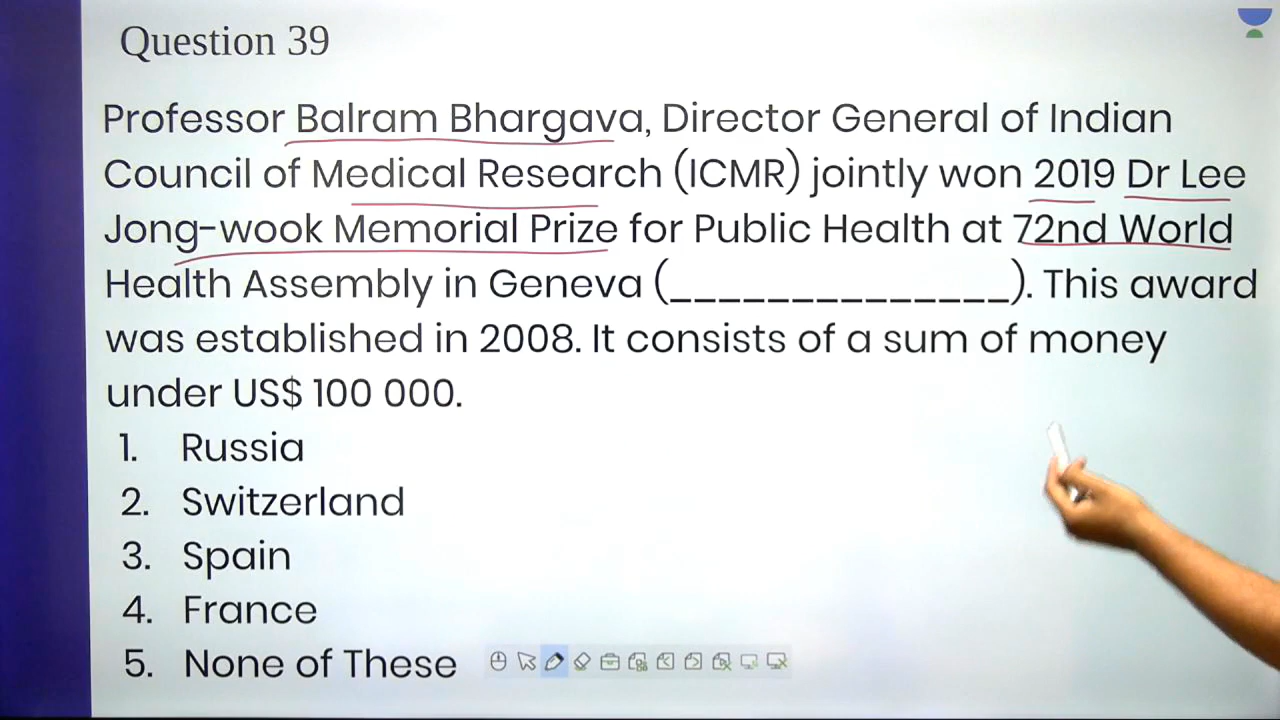 Question 39
Professor Balram Bhargava, Director General of Indian
Council of Medical Research (ICMR) jointly won 2019 Dr Lee
Jong-wook Memorial Prize for Public Health at 72nd World
Health Assembly in Geneva (______________). This award
was established in 2008. It consists of a sum of money
under US$ 100 000.
1. Russia
2. Switzerland
3. Spain
4. France
5. None of These